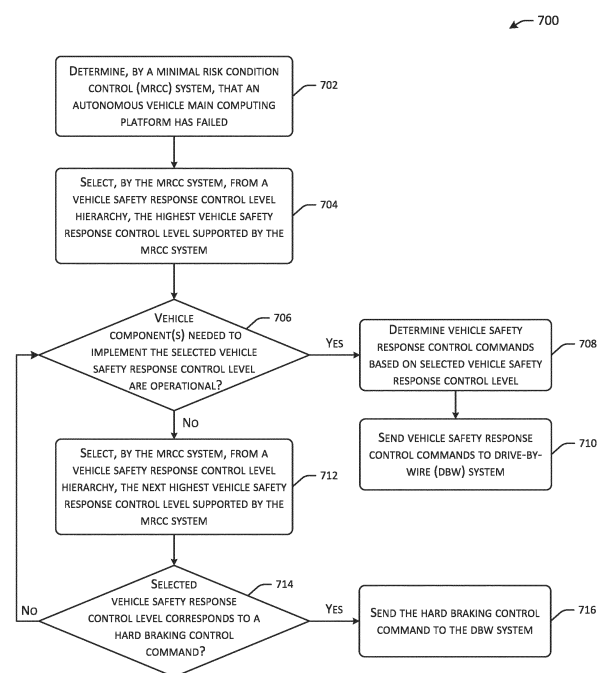 700
DETERMINE, BY A MINIMAL RISK CONDITION
CONTROL (MRCC) SYSTEM, THAT AN
AUTONOMOUS VEHICLE MAIN COMPUTING
PLATFORM HAS FAILED
702
SELECT, BY THE MRCC SYSTEM, FROM A
VEHICLE SAFETY RESPONSE CONTROL LEVEL
HIERARCHY, THE HIGHEST VEHICLE SAFETY
RESPONSE CONTROL LEVEL SUPPORTED BY THE
MRCC SYSTEM
704
VEHICLE
COMPONENT(S) NEEDED TO
IMPLEMENT THE SELECTED VEHICLE
SAFETY RESPONSE CONTROL LEVEL
ARE OPERATIONAL?
706
YES
DETERMINE VEHICLE SAFETY
RESPONSE CONTROL COMMANDS
BASED ON SELECTED VEHICLE SAFETY
RESPONSE CONTROL LEVEL
708
SEND VEHICLE SAFETY RESPONSE
CONTROL COMMANDS TO DRIVE-BY-
WIRE (DBW) SYSTEM
710
NO
SELECT, BY THE MRCC SYSTEM, FROM A
VEHICLE SAFETY RESPONSE CONTROL LEVEL
HIERARCHY, THE NEXT HIGHEST VEHICLE SAFETY
RESPONSE CONTROL LEVEL SUPPORTED BY THE
MRCC SYSTEM
712
SELECTED
VEHICLE SAFETY RESPONSE
CONTROL LEVEL CORRESPONDS TO A
HARD BRAKING CONTROL
COMMAND?
714
NO
YES
SEND THE HARD BRAKING CONTROL
COMMAND TO THE DBW SYSTEM
716